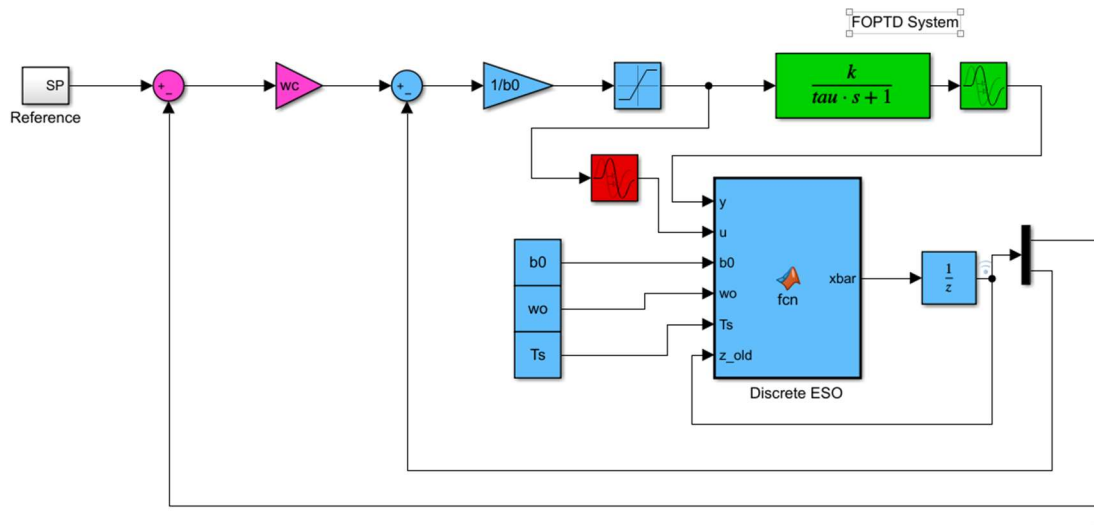 FOPTD System
SP
Reference
+
−
wc
+
−
1/b0
k
tau · s + 1
y
u
b0
wo
Ts
z_old
fcn
xbar
Discrete ESO
b0
wo
Ts
1
z